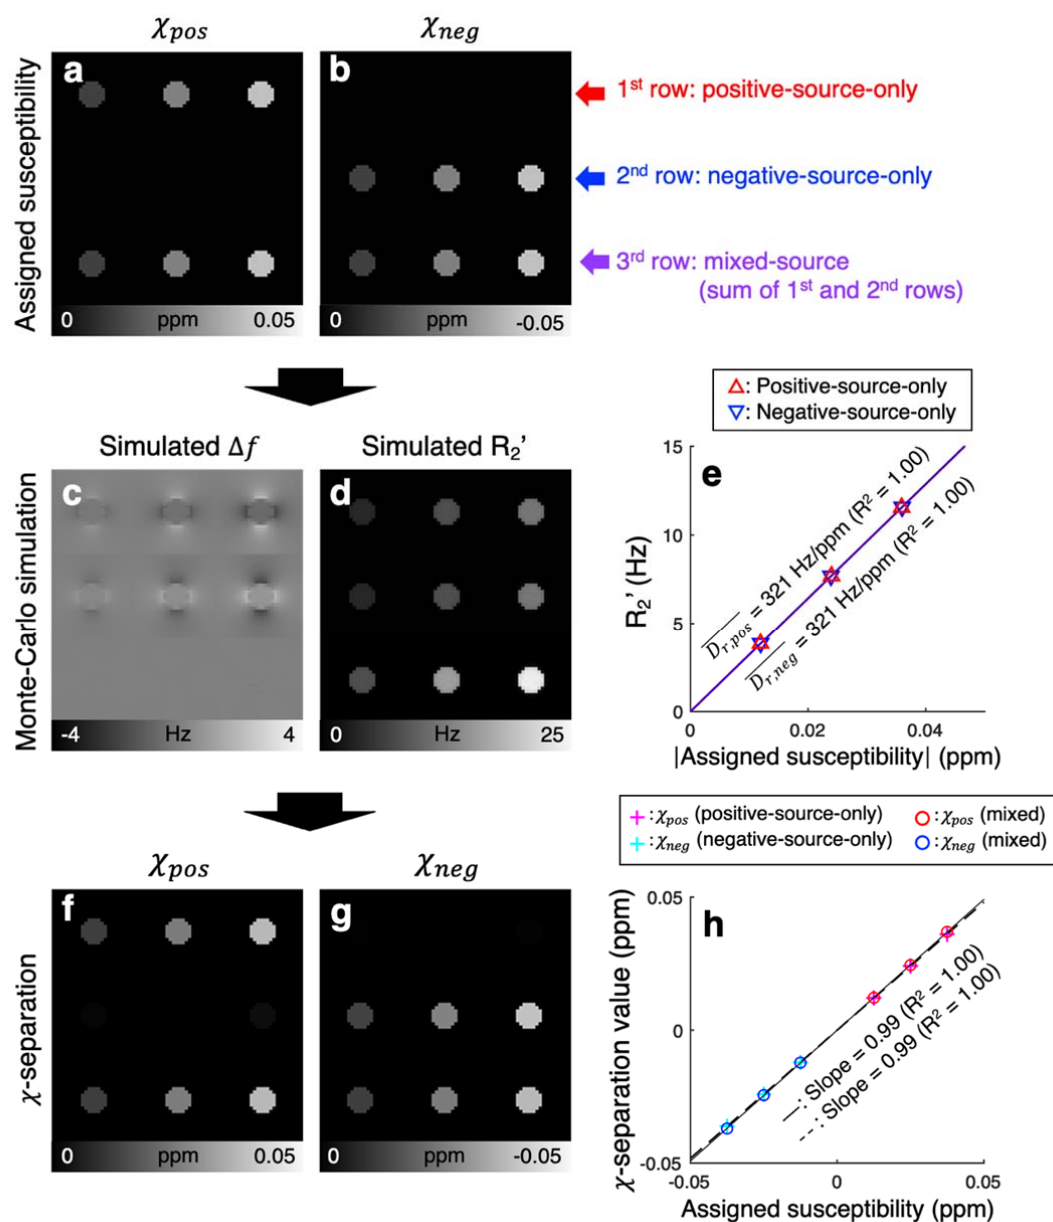 χpos
χneg
Assigned susceptibility
a
b
1st row: positive-source-only
2nd row: negative-source-only
3rd row: mixed-source
(sum of 1st and 2nd rows)
0 ppm 0.05
0 ppm -0.05
△: Positive-source-only
▽: Negative-source-only
Simulated Δf
Simulated R2'
Monte-Carlo simulation
c
d
-4 Hz 4
0 Hz 25
e
R2' (Hz)
15
10
5
0
Dr,pos = 321 Hz/ppm (R2 = 1.00)
Dr,neg = 321 Hz/ppm (R2 = 1.00)
0 0.02 0.04
|Assigned susceptibility| (ppm)
+ : χpos (positive-source-only)
○ : χpos (mixed)
+ : χneg (negative-source-only)
○ : χneg (mixed)
χpos
χneg
χ-separation
f
g
0 ppm 0.05
0 ppm -0.05
h
χ-separation value (ppm)
0.05
0
-0.05
—: Slope = 0.99 (R2 = 1.00)
--: Slope = 0.99 (R2 = 1.00)
-0.05 0 0.05
Assigned susceptibility (ppm)